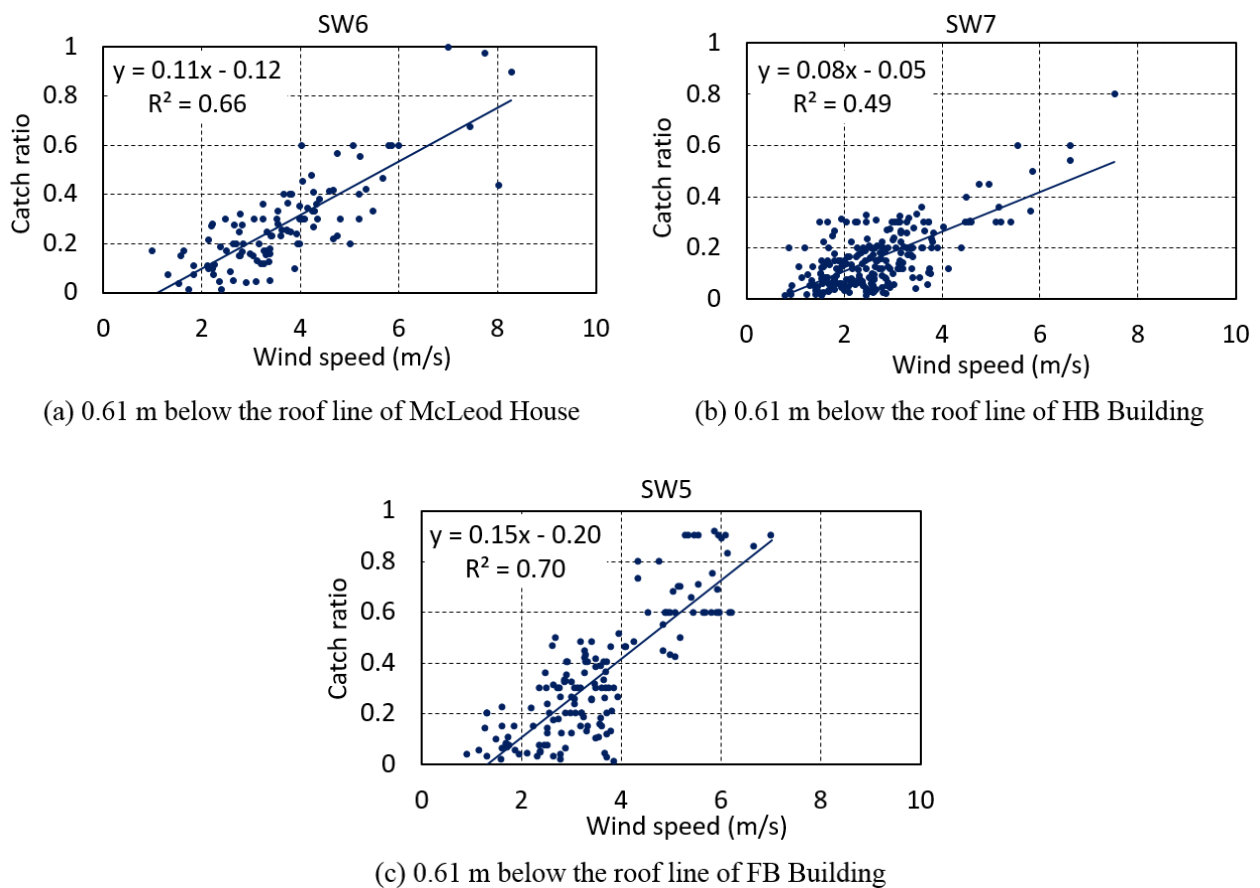 SW6
y = 0.11x - 0.12
R² = 0.66
Catch ratio
1
0.8
0.6
0.4
0.2
0
0 2 4 6 8 10
Wind speed (m/s)
(a) 0.61 m below the roof line of McLeod House
SW7
y = 0.08x - 0.05
R² = 0.49
Catch ratio
1
0.8
0.6
0.4
0.2
0
0 2 4 6 8 10
Wind speed (m/s)
(b) 0.61 m below the roof line of HB Building
SW5
y = 0.15x - 0.20
R² = 0.70
Catch ratio
1
0.8
0.6
0.4
0.2
0
0 2 4 6 8 10
Wind speed (m/s)
(c) 0.61 m below the roof line of FB Building